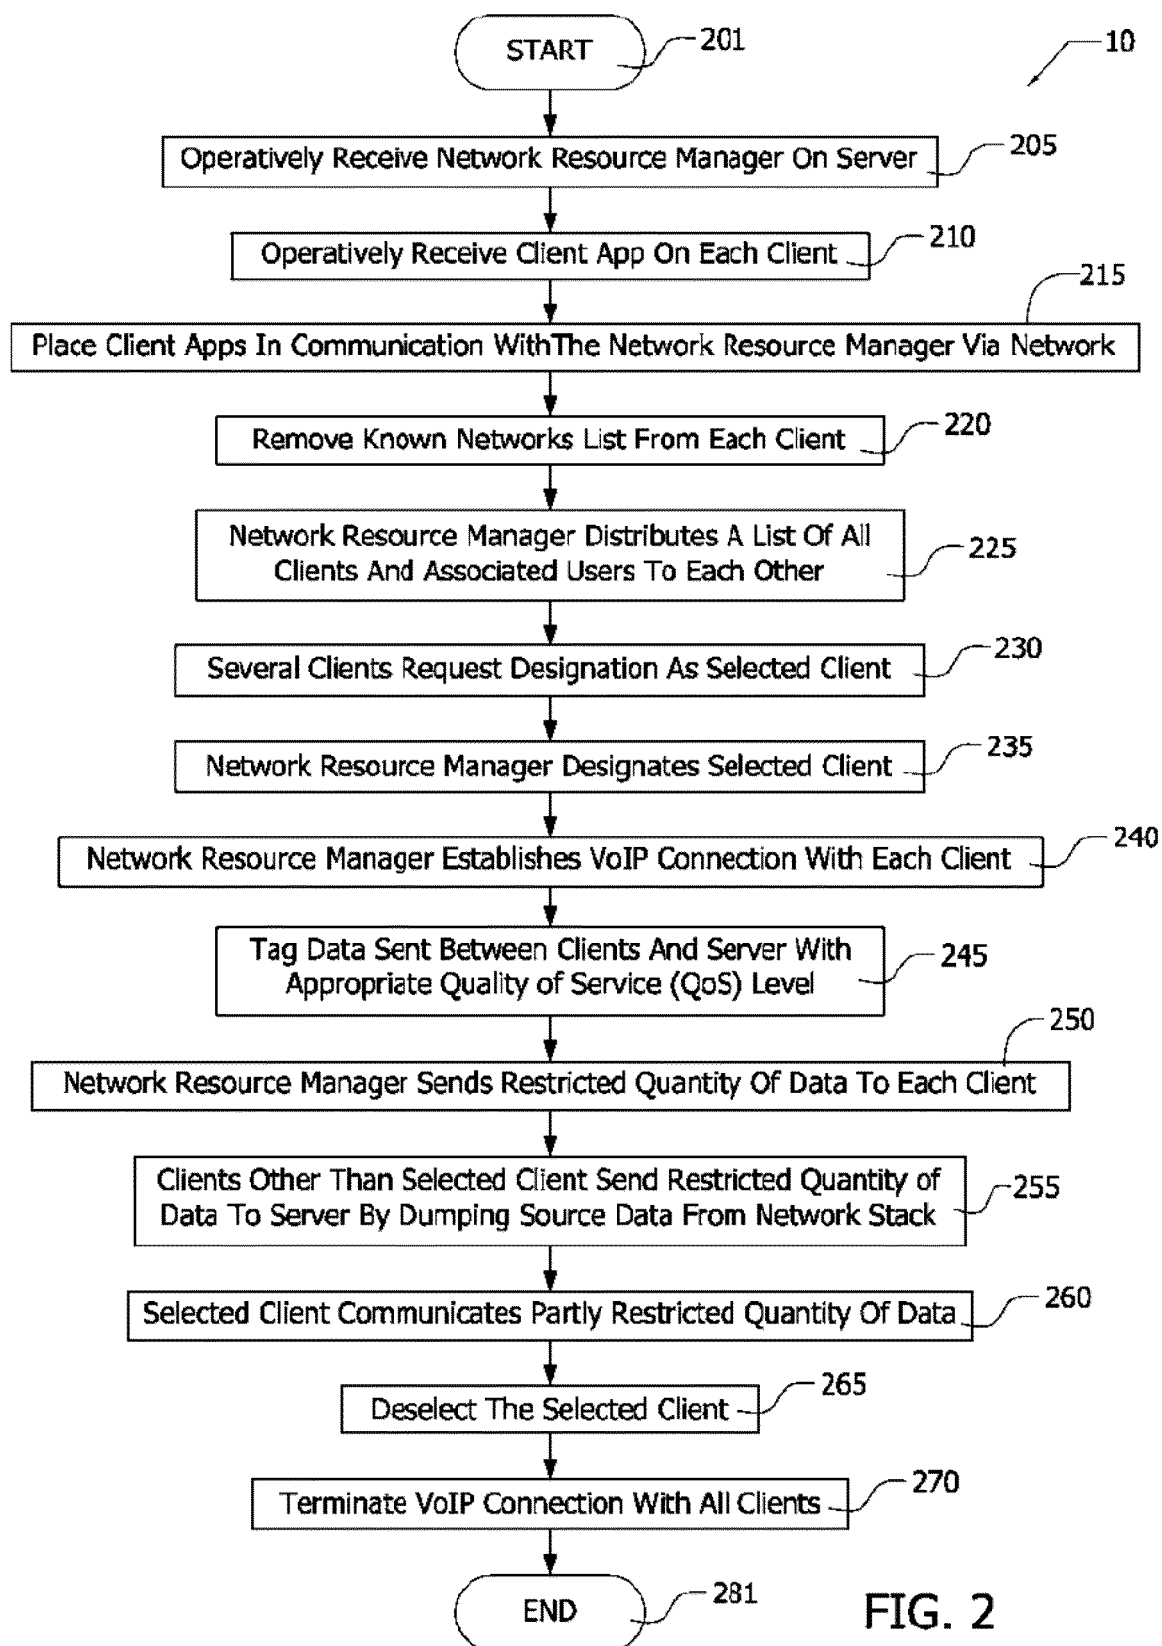 START
201
10
Operatively Receive Network Resource Manager On Server
205
Operatively Receive Client App On Each Client
210
215
Place Client Apps In Communication WithThe Network Resource Manager Via Network
Remove Known Networks List From Each Client
220
Network Resource Manager Distributes A List Of All
Clients And Associated Users To Each Other
225
Several Clients Request Designation As Selected Client
230
Network Resource Manager Designates Selected Client
235
Network Resource Manager Establishes VoIP Connection With Each Client
240
Tag Data Sent Between Clients And Server With
Appropriate Quality of Service (QoS) Level
245
250
Network Resource Manager Sends Restricted Quantity Of Data To Each Client
Clients Other Than Selected Client Send Restricted Quantity of
Data To Server By Dumping Source Data From Network Stack
255
Selected Client Communicates Partly Restricted Quantity Of Data
260
Deselect The Selected Client
265
Terminate VoIP Connection With All Clients
270
END
281
FIG. 2